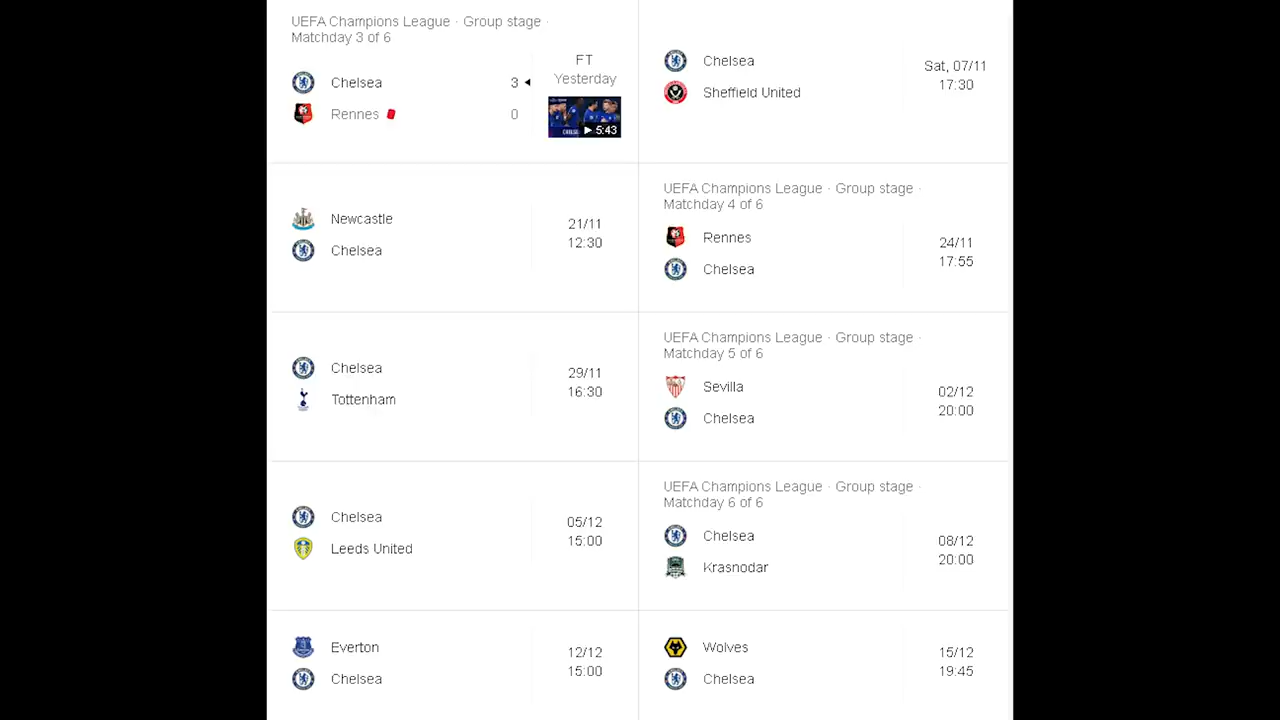 UEFA Champions League · Group stage ·
Matchday 3 of 6
Chelsea 3
Rennes 0
FT
Yesterday
CHELSE
5:43
Chelsea
Sheffield United
Sat, 07/11
17:30
Newcastle
Chelsea
21/11
12:30
UEFA Champions League · Group stage ·
Matchday 4 of 6
Rennes
Chelsea
24/11
17:55
Chelsea
Tottenham
29/11
16:30
UEFA Champions League · Group stage ·
Matchday 5 of 6
Sevilla
Chelsea
02/12
20:00
Chelsea
Leeds United
05/12
15:00
UEFA Champions League · Group stage ·
Matchday 6 of 6
Chelsea
Krasnodar
08/12
20:00
Everton
Chelsea
12/12
15:00
Wolves
Chelsea
15/12
19:45